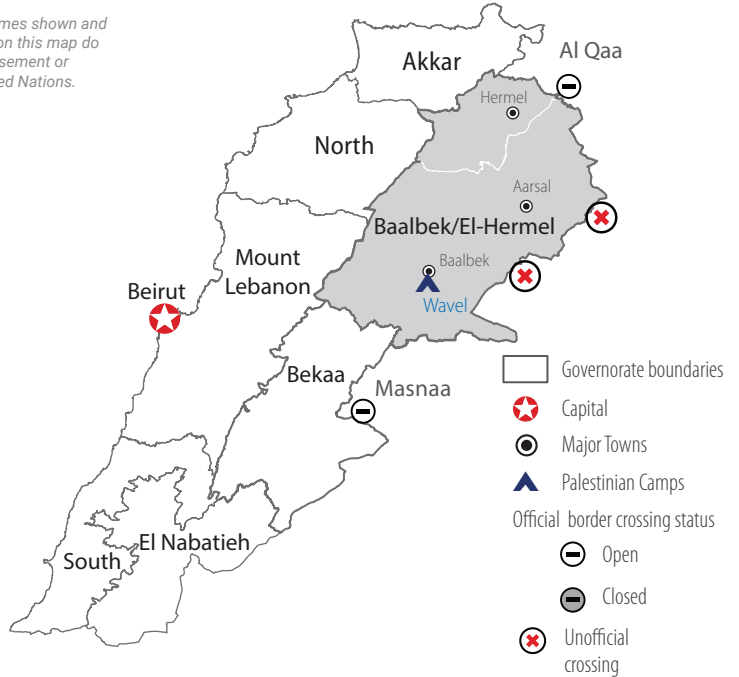 mes shown and
on this map do
sement or
ed Nations.
Akkar
Al Qaa
Hermel
North
Aarsal
Baalbek/El-Hermel
Mount
Lebanon
Baalbek
Beirut
Wavel
Bekaa
Masnaa
El Nabatieh
South
Governorate boundaries
Capital
Major Towns
Palestinian Camps
Official border crossing status
Open
Closed
Unofficial
crossing